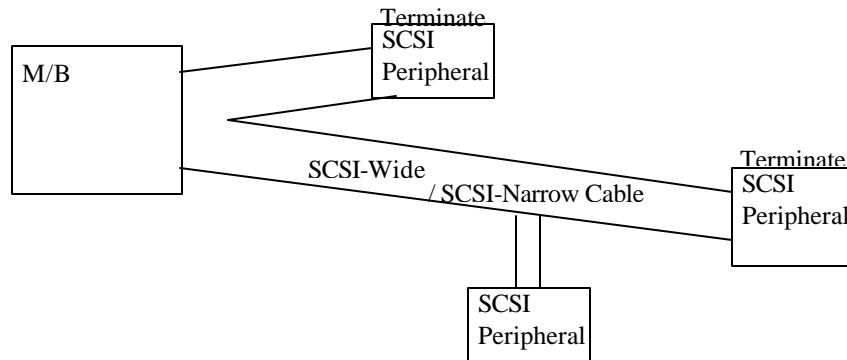 Terminate
SCSI
Peripheral
M/B
SCSI-Wide
/ SCSI-Narrow Cable
Terminate
SCSI
Peripheral
SCSI
Peripheral